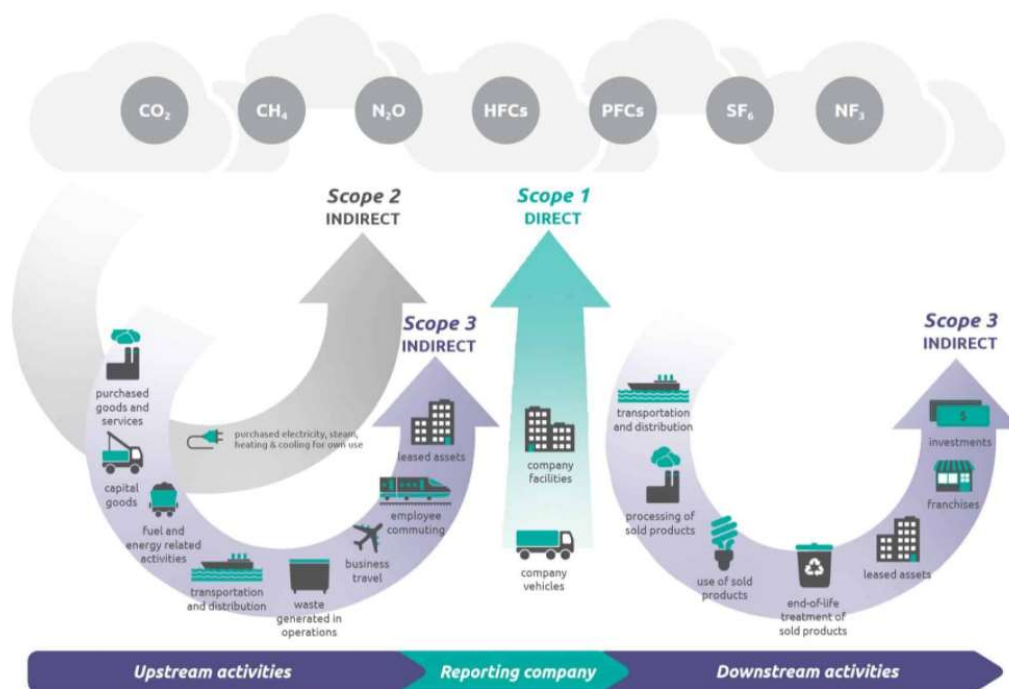 CO₂
CH₄
N₂O
HFCs
PFCs
SF₆
NF₃
Scope 2
INDIRECT
Scope 1
DIRECT
Scope 3
INDIRECT
Scope 3
INDIRECT
purchased
goods and
services
capital
goods
fuel and
energy related
activities
transportation
and distribution
waste
generated in
operations
business
travel
employee
commuting
leased assets
purchased electricity, steam,
heating & cooling for own use
company
facilities
company
vehicles
transportation
and distribution
processing of
sold products
use of sold
products
end-of-life
treatment of
sold products
leased assets
franchises
$
investments
Upstream activities
Reporting company
Downstream activities